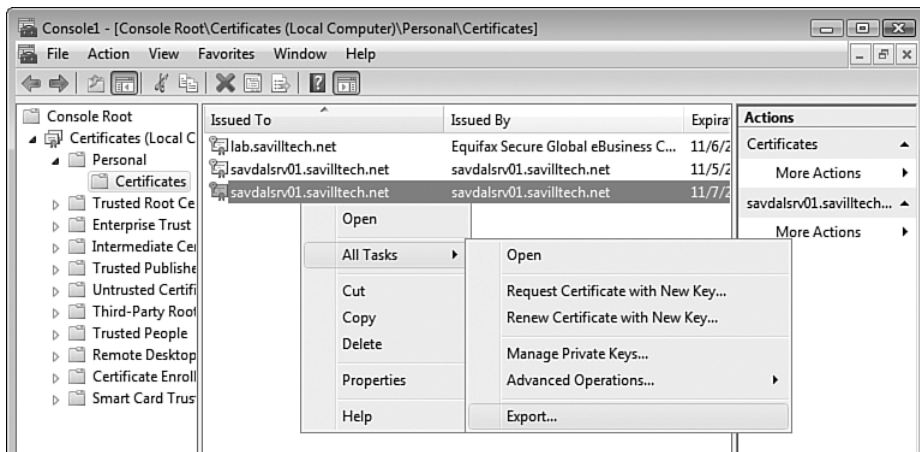 Console1 - [Console Root\Certificates (Local Computer)\Personal\Certificates]
File Action View Favorites Window Help
Console Root
Certificates (Local C
Personal
Certificates
Trusted Root Ce
Enterprise Trust
Intermediate Cer
Trusted Publishe
Untrusted Certifi
Third-Party Root
Trusted People
Remote Desktop
Certificate Enroll
Smart Card Trus
Issued To Issued By Expirat
lab.savilltech.net Equifax Secure Global eBusiness C... 11/6/2
savdalsrv01.savilltech.net savdalsrv01.savilltech.net 11/5/2
savdalsrv01.savilltech.net savdalsrv01.savilltech.net 11/7/2
Open
All Tasks
Cut
Copy
Delete
Properties
Help
Open
Request Certificate with New Key...
Renew Certificate with New Key...
Manage Private Keys...
Advanced Operations...
Export...
Actions
Certificates
More Actions
savdalsrv01.savilltech...
More Actions